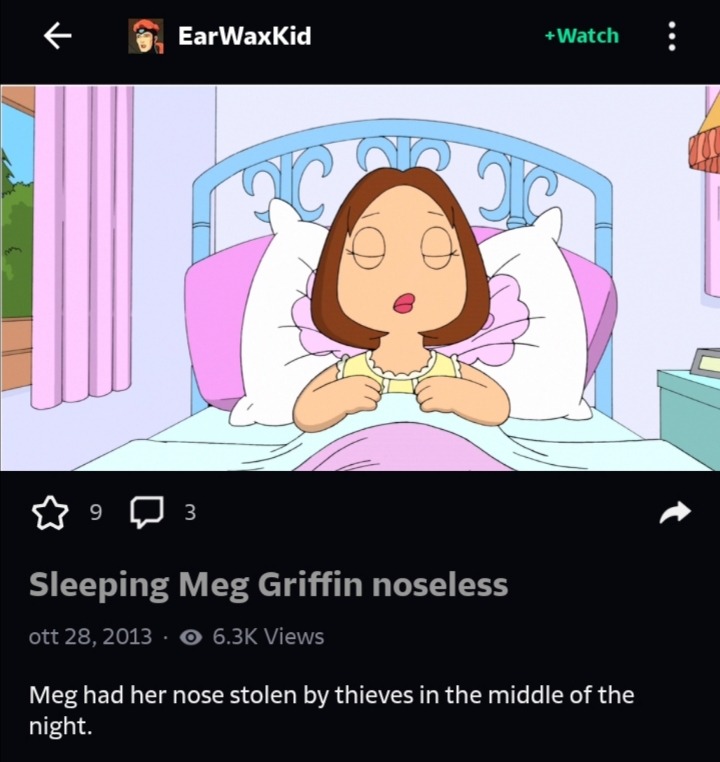 EarWaxKid +Watch
9 3
Sleeping Meg Griffin noseless
ott 28, 2013 · 6.3K Views
Meg had her nose stolen by thieves in the middle of the
night.